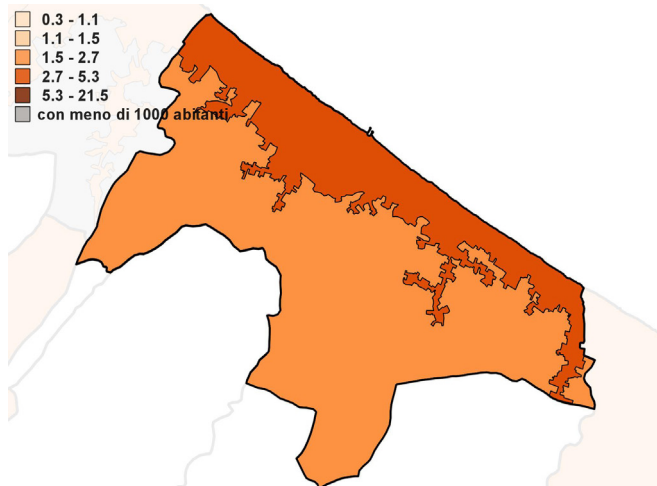 0.3 - 1.1
1.1 - 1.5
1.5 - 2.7
2.7 - 5.3
5.3 - 21.5
con meno di 1000 abitanti